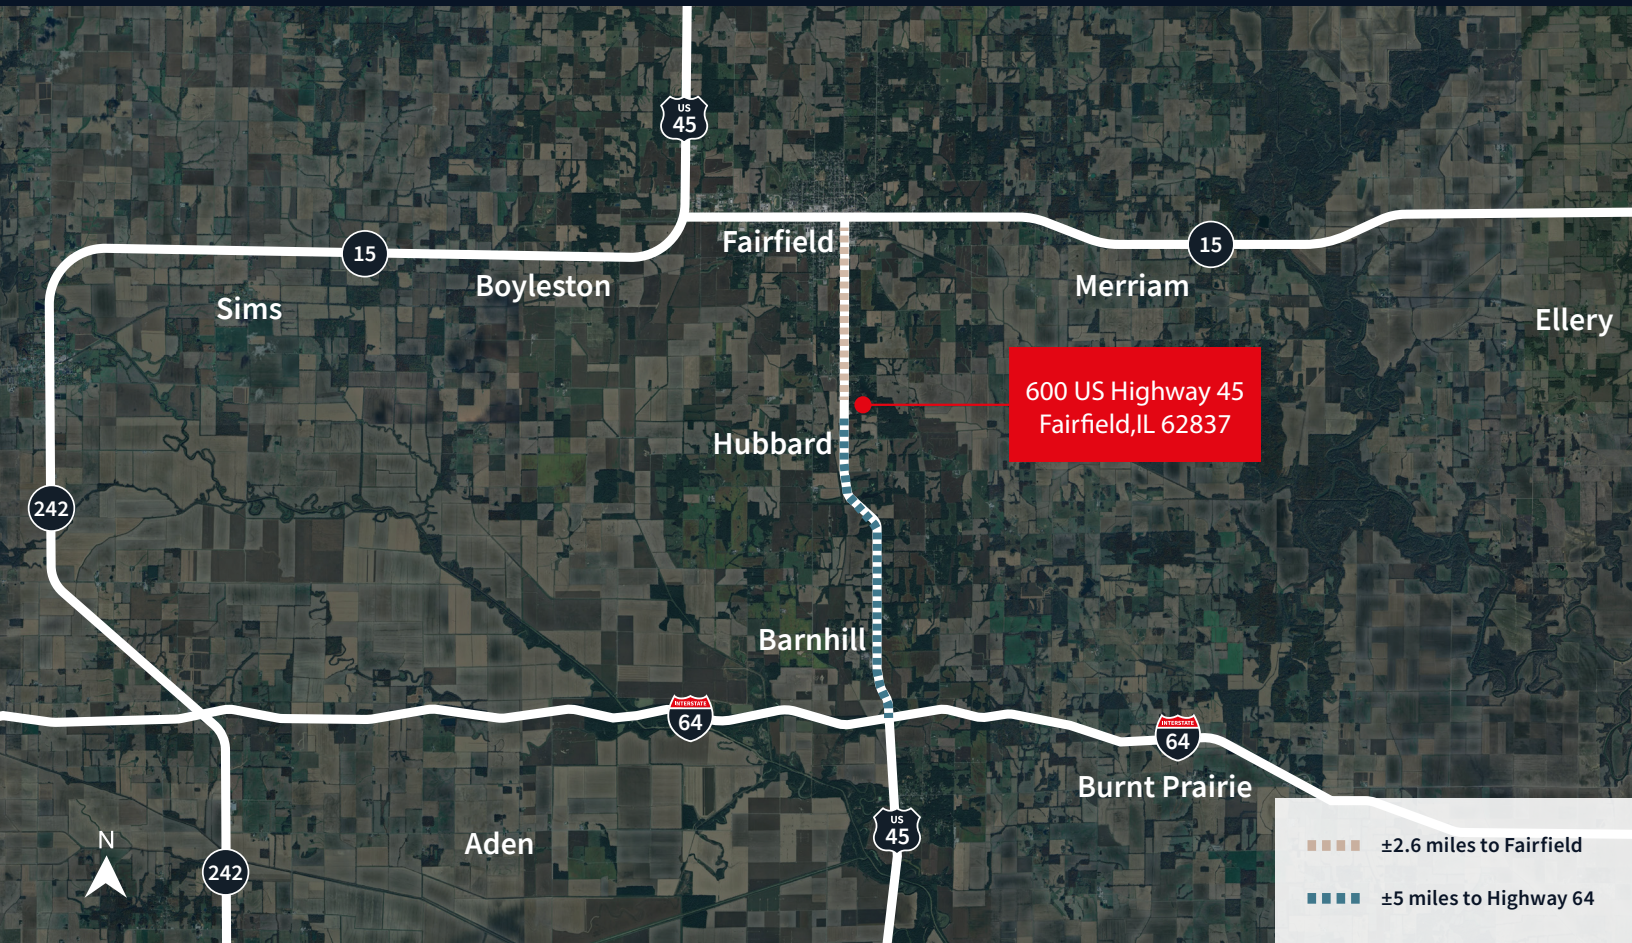 US
45
15
Fairfield
15
Boyleston
Merriam
Sims
Ellery
600 US Highway 45
Fairfield,IL 62837
Hubbard
242
Barnhill
INTERSTATE
64
INTERSTATE
64
Burnt Prairie
US
45
N
Aden
242
±2.6 miles to Fairfield
±5 miles to Highway 64